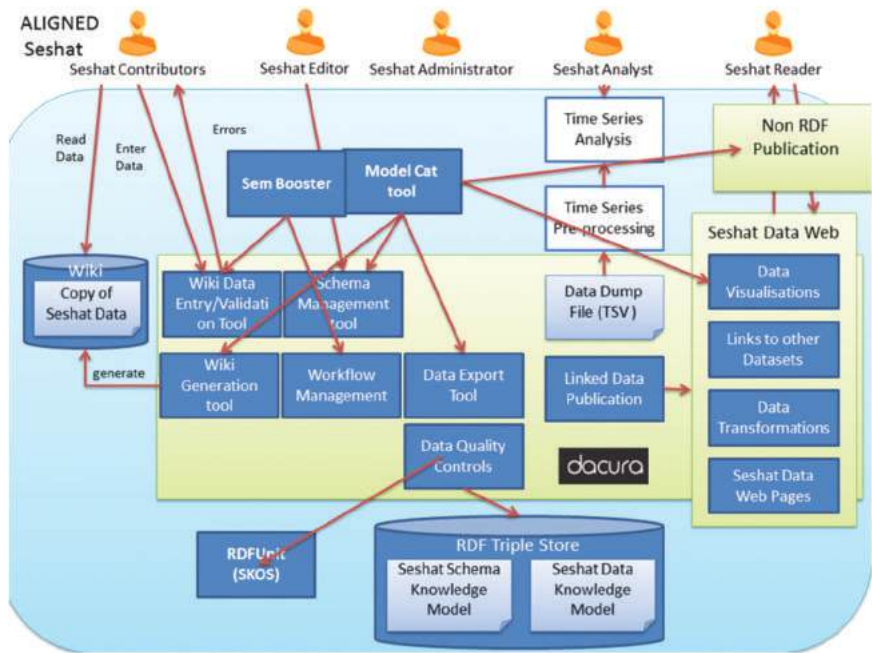 ALIGNED
Seshat
Seshat Contributors
Seshat Editor
Seshat Administrator
Seshat Analyst
Seshat Reader
Read
Data
Enter
Data
Errors
Time Series
Analysis
Non RDF
Publication
Sem Booster
Model Cat
tool
Time Series
Pre-processing
Seshat Data Web
Wiki
Copy of
Seshat Data
Wiki Data
Entry/Validati
on Tool
Schema
Management
tool
Data Dump
File (TSV)
Data
Visualisations
Links to other
Datasets
generate
Wiki
Generation
tool
Workflow
Management
Data Export
Tool
Linked Data
Publication
Data
Transformations
Data Quality
Controls
dacura
Seshat Data
Web Pages
RDFUnit
(SKOS)
RDF Triple Store
Seshat Schema
Knowledge
Model
Seshat Data
Knowledge
Model